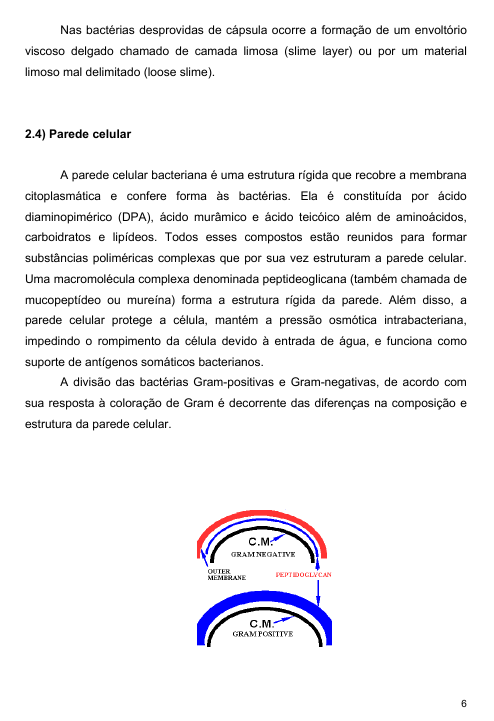 Nas bactérias desprovidas de cápsula ocorre a formação de um envoltório
viscoso delgado chamado de camada limosa (slime layer) ou por um material
limoso mal delimitado (loose slime).
2.4) Parede celular
A parede celular bacteriana é uma estrutura rígida que recobre a membrana
citoplasmática e confere forma às bactérias. Ela é constituída por ácido
diaminopimérico (DPA), ácido murâmico e ácido teicóico além de aminoácidos,
carboidratos e lipídeos. Todos esses compostos estão reunidos para formar
substâncias poliméricas complexas que por sua vez estruturam a parede celular.
Uma macromolécula complexa denominada peptideoglicana (também chamada de
mucopeptídeo ou mureína) forma a estrutura rígida da parede. Além disso, a
parede celular protege a célula, mantém a pressão osmótica intrabacteriana,
impedindo o rompimento da célula devido à entrada de água, e funciona como
suporte de antígenos somáticos bacterianos.
A divisão das bactérias Gram-positivas e Gram-negativas, de acordo com
sua resposta à coloração de Gram é decorrente das diferenças na composição e
estrutura da parede celular.
C.M.
GRAM NEGATIVE
OUTER
MEMBRANE
PEPTIDOGLYCAN
C.M.
GRAM POSITIVE
6